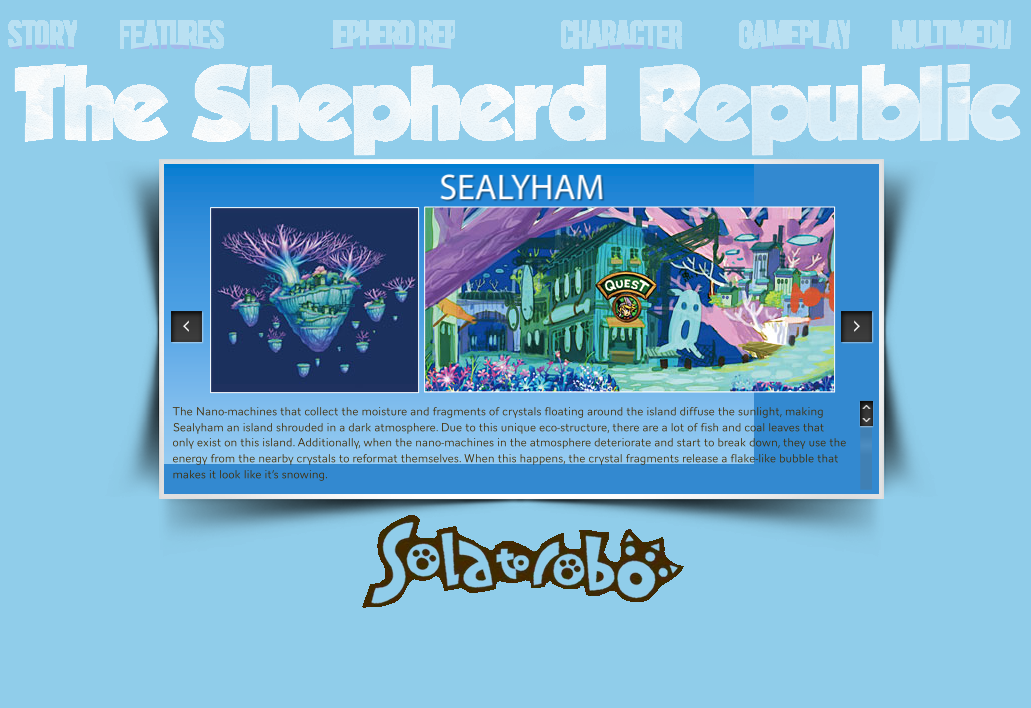 STORY FEATURES EPHERD REP CHARACTER GAMEPLAY MULTIMEDI
The Shepherd Republic
SEALYHAM
QUEST
The Nano-machines that collect the moisture and fragments of crystals floating around the island diffuse the sunlight, making
Sealyham an island shrouded in a dark atmosphere. Due to this unique eco-structure, there are a lot of fish and coal leaves that
only exist on this island. Additionally, when the nano-machines in the atmosphere deteriorate and start to break down, they use the
energy from the nearby crystals to reformat themselves. When this happens, the crystal fragments release a flake-like bubble that
makes it look like it's snowing.
Solatorobo